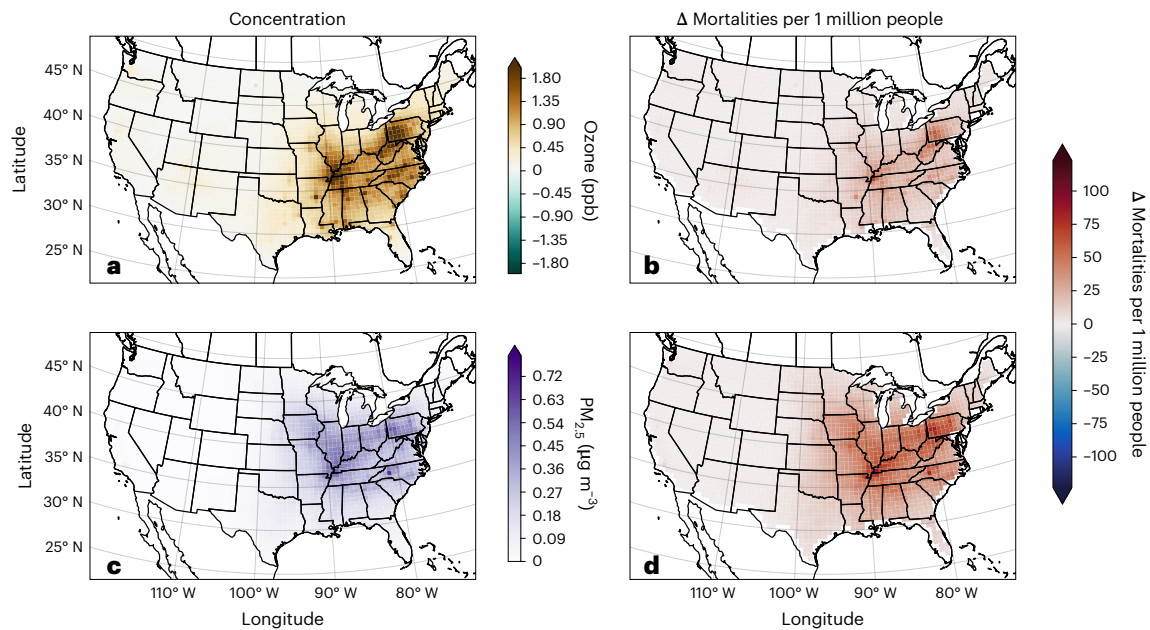 Concentration
Δ Mortalities per 1 million people
45° N
40° N
35° N
30° N
25° N
Latitude
a
1.80
1.35
0.90
0.45
0
−0.45
−0.90
−1.35
−1.80
Ozone (ppb)
b
100
75
50
25
0
−25
−50
−75
−100
Δ Mortalities per 1 million people
45° N
40° N
35° N
30° N
25° N
Latitude
c
110° W
100° W
90° W
80° W
Longitude
0.72
0.63
0.54
0.45
0.36
0.27
0.18
0.09
0
PM2.5 (µg m−3)
d
110° W
100° W
90° W
80° W
Longitude